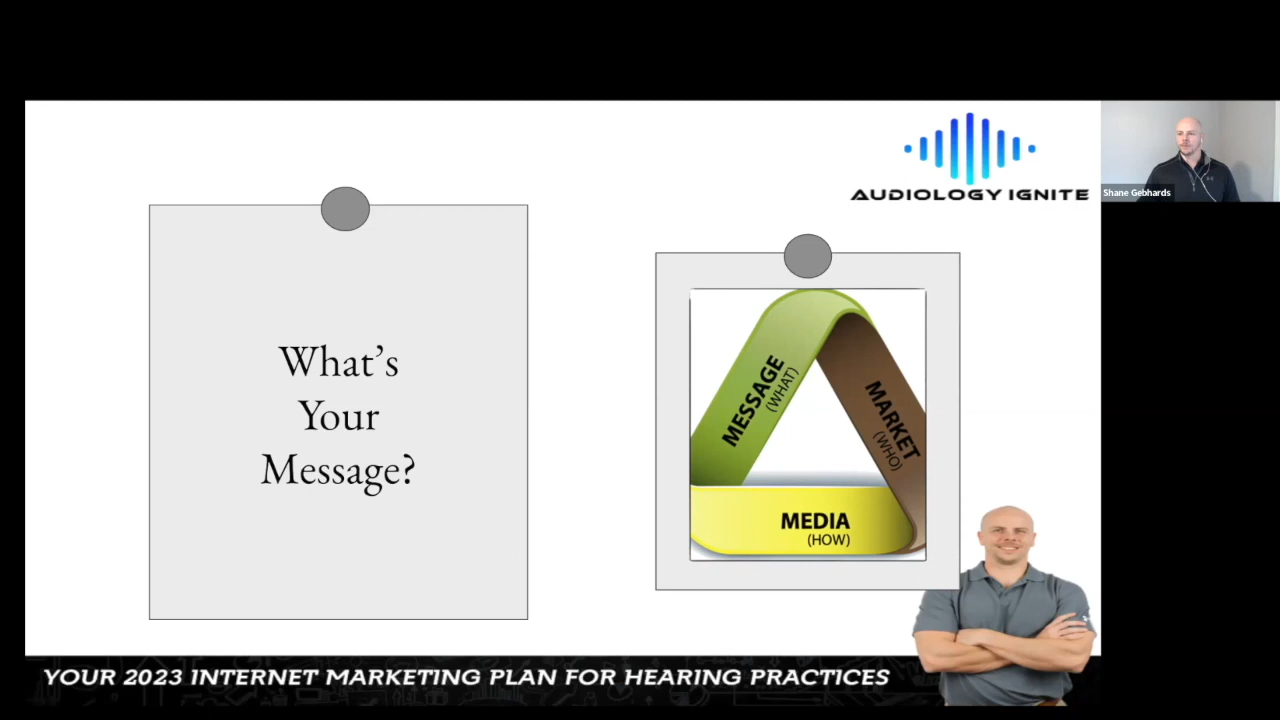 AUDIOLOGY IGNITE
Shane Gebhards
What’s
Your
Message?
MESSAGE
(WHAT)
MARKET
(WHO)
MEDIA
(HOW)
YOUR 2023 INTERNET MARKETING PLAN FOR HEARING PRACTICES